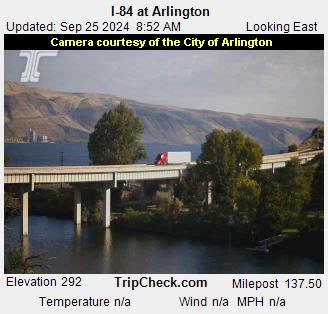 I-84 at Arlington
Updated: Sep 25 2024 8:52 AM Looking East
Camera courtesy of the City of Arlington
Elevation 292 TripCheck.com Milepost 137.50
Temperature n/a Wind n/a MPH n/a